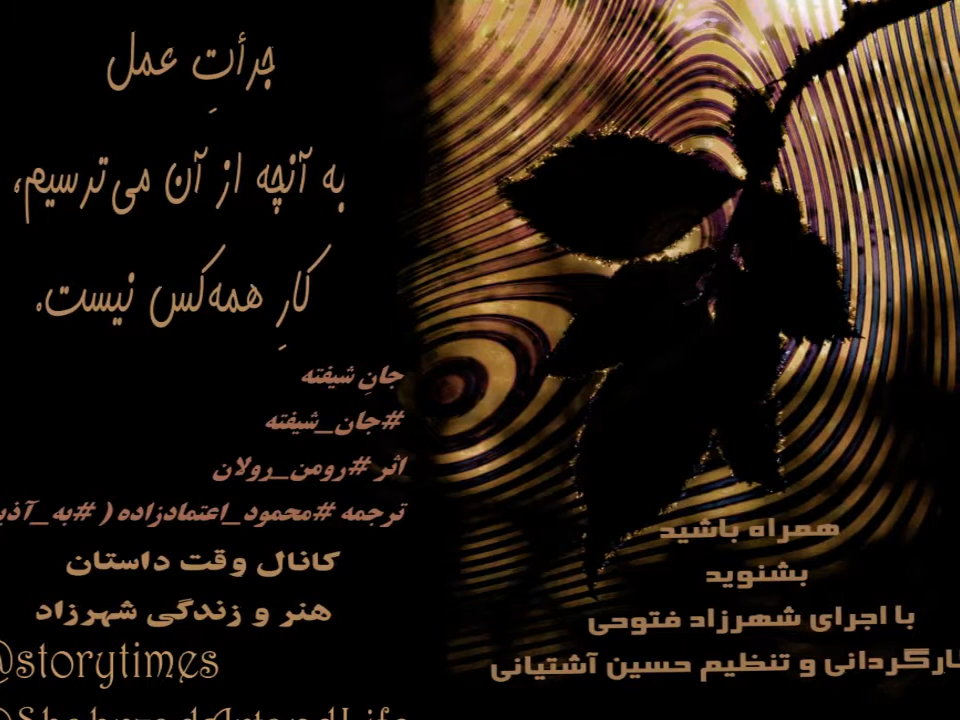 جرأتِ عمل
به آنچه از آن می‌ترسیم،
کارِ همه‌کس نیست.
جانِ شیفته
#جان_شیفته
اثر #رومن_رولان
ترجمه #محمود_اعتمادزاده ( #به_آذی
کانال وقت داستان
هنر و زندگی شهرزاد
@storytimes
همراه باشید
بشنوید
با اجرای شهرزاد فتوحی
کارگردانی و تنظیم حسین آشتیانی